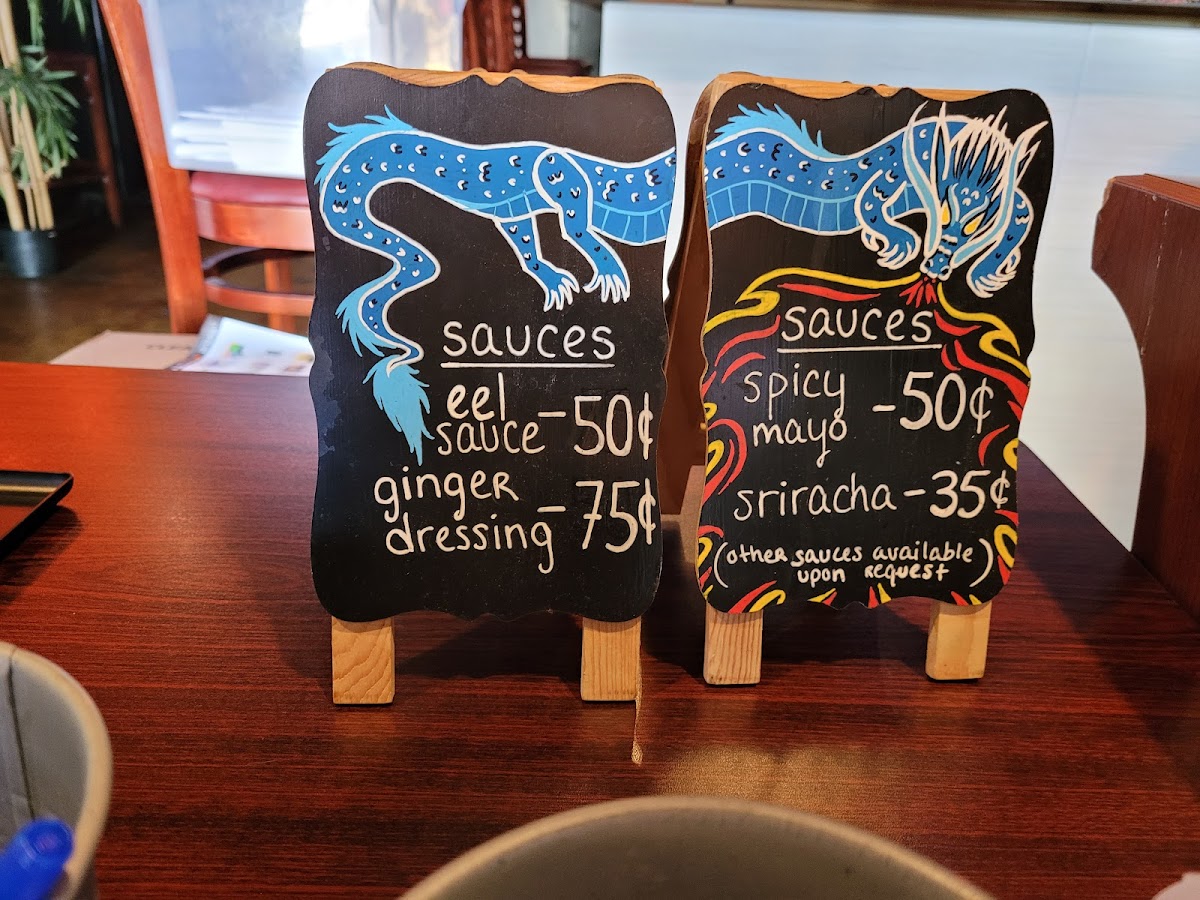 sauces
eel
sauce - 50¢
ginger
dressing - 75¢
sauces
spicy
mayo - 50¢
sriracha - 35¢
(other sauces available
upon request)